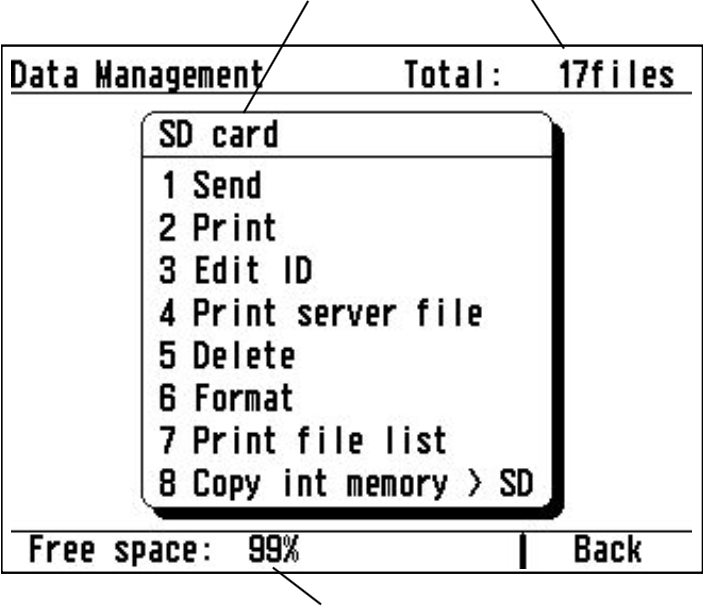 Data Management Total: 17files
SD card
1 Send
2 Print
3 Edit ID
4 Print server file
5 Delete
6 Format
7 Print file list
8 Copy int memory > SD
Free space: 99% Back